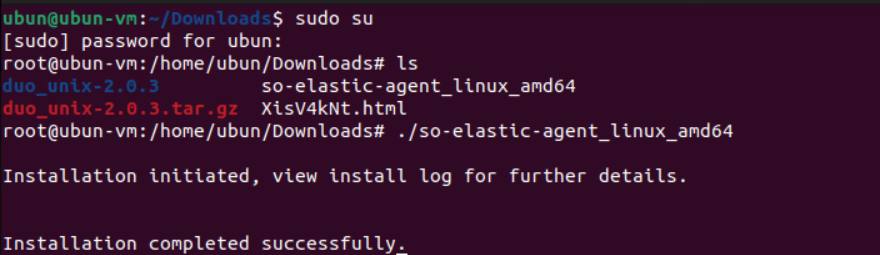 ubun@ubun-vm:~/Downloads$ sudo su
[sudo] password for ubun:
root@ubun-vm:/home/ubun/Downloads# ls
duo_unix-2.0.3 so-elastic-agent_linux_amd64
duo_unix-2.0.3.tar.gz XisV4kNt.html
root@ubun-vm:/home/ubun/Downloads# ./so-elastic-agent_linux_amd64
Installation initiated, view install log for further details.
Installation completed successfully.